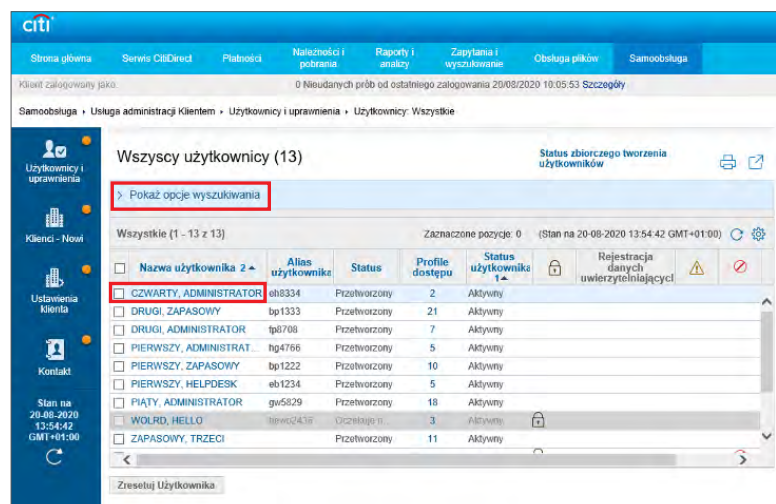 citi
Strona główna Serwis CitiDirect Płatności Należności i pobrania Raporty i analizy Zapytania i wyszukiwanie Obsługa plików Samoobsługa
Klient zalogowany jako: 0 Nieudanych prób od ostatniego zalogowania 20/08/2020 10:05:53 Szczegóły
Samoobsługa › Usługa administracji Klientem › Użytkownicy i uprawnienia › Użytkownicy: Wszystkie
Użytkownicy i uprawnienia
Klienci - Nowi
Ustawienia klienta
Kontakt
Stan na
20-08-2020
13:54:42
GMT+01:00
Wszyscy użytkownicy (13)
Status zbiorczego tworzenia użytkowników
> Pokaż opcje wyszukiwania
Wszystkie (1 - 13 z 13) Zaznaczone pozycje: 0 (Stan na 20-08-2020 13:54:42 GMT+01:00)
Nazwa użytkownika 2 Alias użytkownika Status Profile dostępu Status użytkownika 1 Rejestracja danych uwierzytelniającycl
CZWARTY, ADMINISTRATOR eh8334 Przetworzony 2 Aktywny
DRUGI, ZAPASOWY bp1333 Przetworzony 21 Aktywny
DRUGI, ADMINISTRATOR fp8708 Przetworzony 7 Aktywny
PIERWSZY, ADMINISTRAT... hg4766 Przetworzony 5 Aktywny
PIERWSZY, ZAPASOWY bp1222 Przetworzony 10 Aktywny
PIERWSZY, HELPDESK eb1234 Przetworzony 5 Aktywny
PIĄTY, ADMINISTRATOR gw5829 Przetworzony 18 Aktywny
WOLRD, HELLO 3 Aktywny
ZAPASOWY, TRZECI Przetworzony 11 Aktywny
Zresetuj Użytkownika